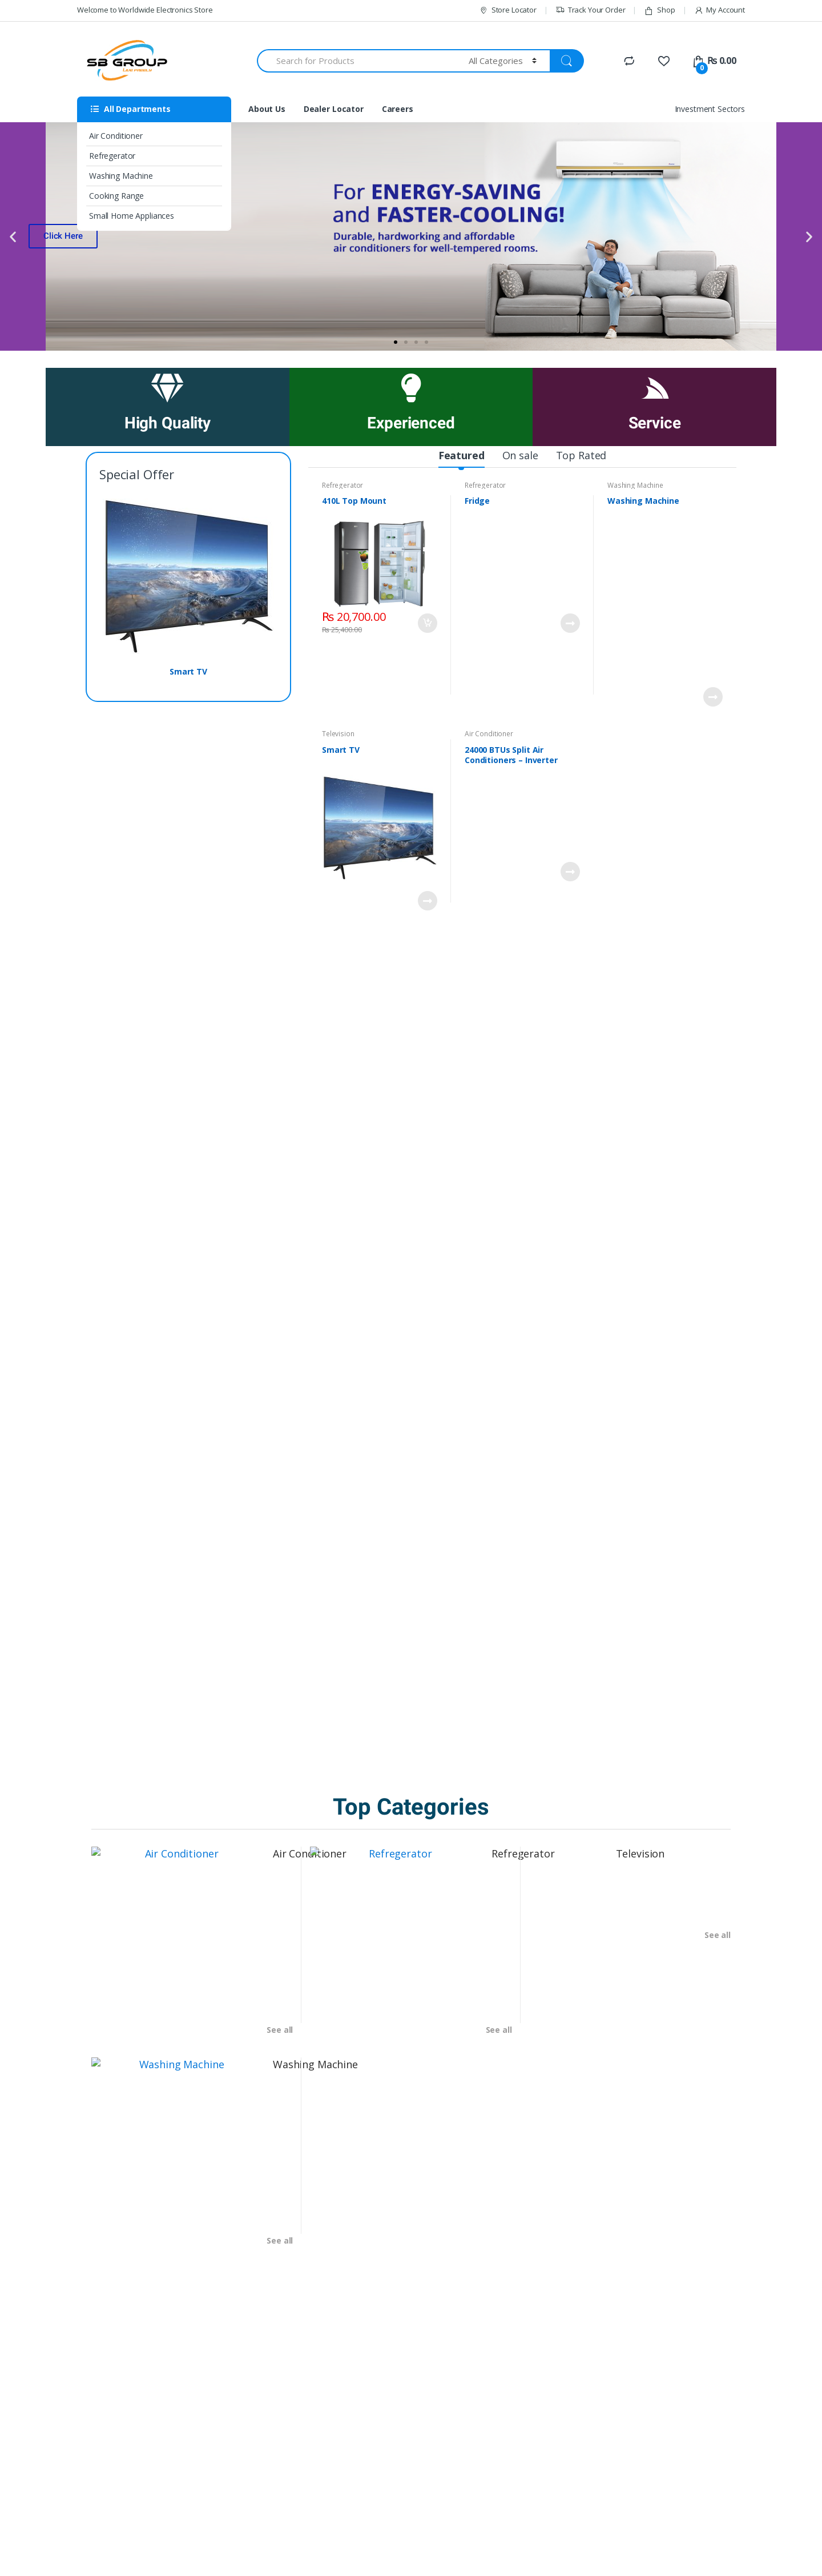 Welcome to Worldwide Electronics Store
Store Locator
Track Your Order
Shop
My Account
SB GROUP
Search for Products
All Categories
0
₨ 0.00
All Departments
About Us
Dealer Locator
Careers
Investment Sectors
Air Conditioner
Refregerator
Washing Machine
Cooking Range
Small Home Appliances
Click Here
For ENERGY-SAVING
and FASTER-COOLING!
Durable, hardworking and affordable
air conditioners for well-tempered rooms.
High Quality
Experienced
Service
Special Offer
Smart TV
Featured
On sale
Top Rated
Refregerator
410L Top Mount
₨ 20,700.00
₨ 25,400.00
Refregerator
Fridge
Washing Machine
Washing Machine
Television
Smart TV
Air Conditioner
24000 BTUs Split Air
Conditioners – Inverter
Top Categories
Air Conditioner
Air Conditioner
See all
Refregerator
Refregerator
See all
Television
See all
Washing Machine
Washing Machine
See all